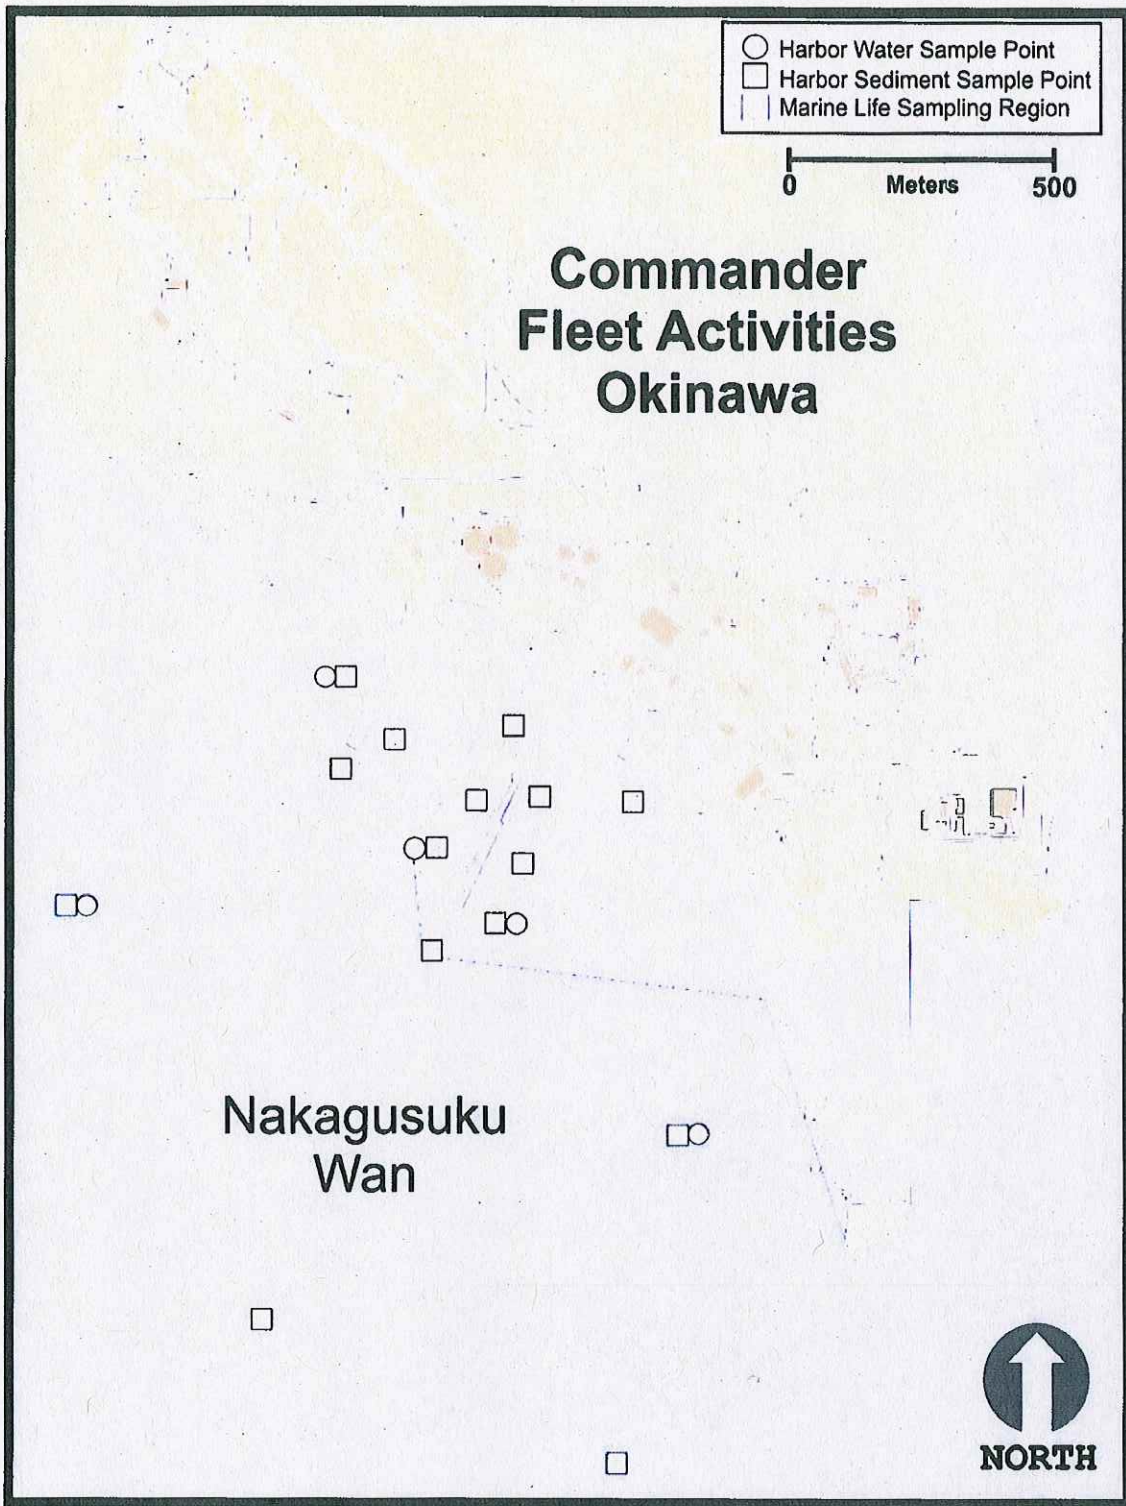 Harbor Water Sample Point
Harbor Sediment Sample Point
Marine Life Sampling Region
0 Meters 500
Commander
Fleet Activities
Okinawa
Nakagusuku
Wan
NORTH